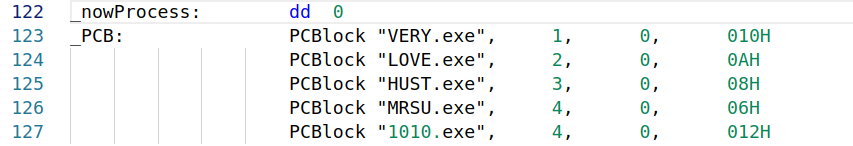 122 _nowProcess: dd 0
123 _PCB: PCBlock "VERY.exe", 1, 0, 010H
124 PCBlock "LOVE.exe", 2, 0, 0AH
125 PCBlock "HUST.exe", 3, 0, 08H
126 PCBlock "MRSU.exe", 4, 0, 06H
127 PCBlock "1010.exe", 4, 0, 012H